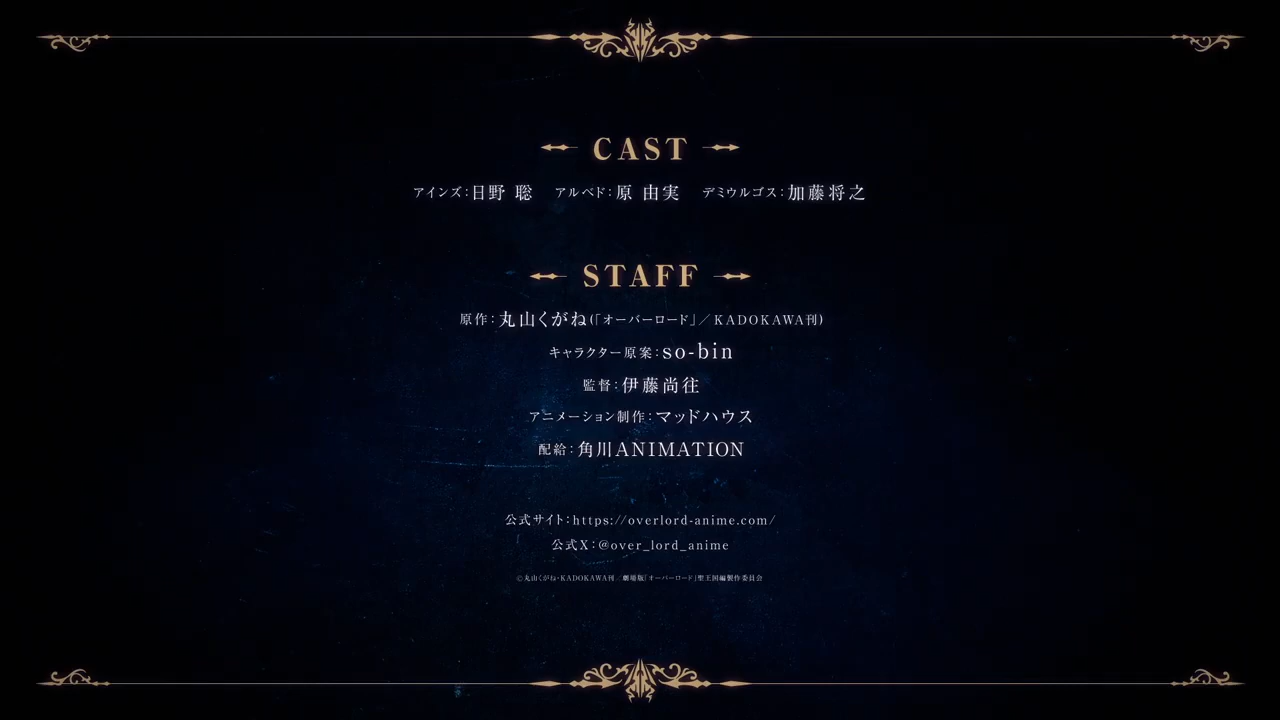 CAST
アインズ：日野 聡　アルベド：原 由実　デミウルゴス：加藤将之
STAFF
原作：丸山くがね（「オーバーロード」／KADOKAWA刊）
キャラクター原案：so-bin
監督：伊藤尚往
アニメーション制作：マッドハウス
配給：角川ANIMATION
公式サイト：https://overlord-anime.com/
公式X：@over_lord_anime
©丸山くがね・KADOKAWA刊／劇場版「オーバーロード」聖王国編製作委員会